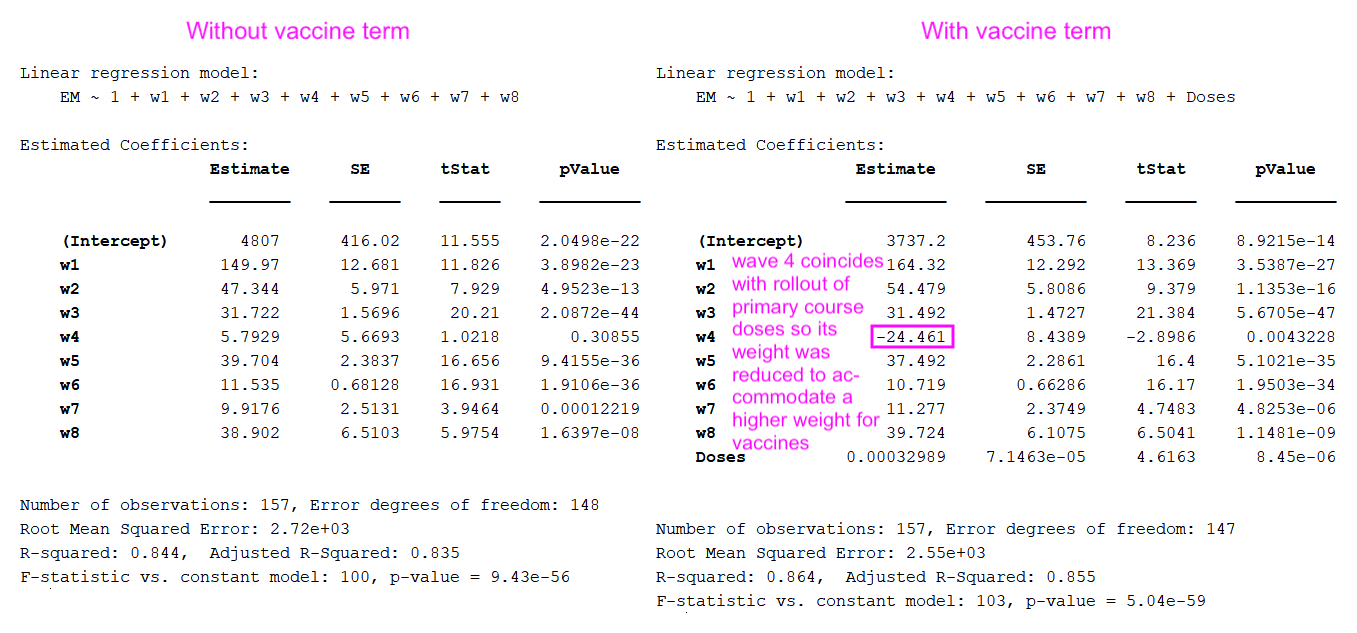 Without vaccine term
Linear regression model:
EM ~ 1 + w1 + w2 + w3 + w4 + w5 + w6 + w7 + w8
Estimated Coefficients:
Estimate SE tStat pValue
(Intercept) 4807 416.02 11.555 2.0498e-22
w1 149.97 12.681 11.826 3.8982e-23
w2 47.344 5.971 7.929 4.9523e-13
w3 31.722 1.5696 20.21 2.0872e-44
w4 5.7929 5.6693 1.0218 0.30855
w5 39.704 2.3837 16.656 9.4155e-36
w6 11.535 0.68128 16.931 1.9106e-36
w7 9.9176 2.5131 3.9464 0.00012219
w8 38.902 6.5103 5.9754 1.6397e-08
Number of observations: 157, Error degrees of freedom: 148
Root Mean Squared Error: 2.72e+03
R-squared: 0.844, Adjusted R-Squared: 0.835
F-statistic vs. constant model: 100, p-value = 9.43e-56
With vaccine term
Linear regression model:
EM ~ 1 + w1 + w2 + w3 + w4 + w5 + w6 + w7 + w8 + Doses
Estimated Coefficients:
Estimate SE tStat pValue
(Intercept) 3737.2 453.76 8.236 8.9215e-14
w1 164.32 12.292 13.369 3.5387e-27
w2 54.479 5.8086 9.379 1.1353e-16
w3 31.492 1.4727 21.384 5.6705e-47
w4 -24.461 8.4389 -2.8986 0.0043228
w5 37.492 2.2861 16.4 5.1021e-35
w6 10.719 0.66286 16.17 1.9503e-34
w7 11.277 2.3749 4.7483 4.8253e-06
w8 39.724 6.1075 6.5041 1.1481e-09
Doses 0.00032989 7.1463e-05 4.6163 8.45e-06
wave 4 coincides
with rollout of
primary course
doses so its
weight was
reduced to ac-
commodate a
higher weight for
vaccines
Number of observations: 157, Error degrees of freedom: 147
Root Mean Squared Error: 2.55e+03
R-squared: 0.864, Adjusted R-Squared: 0.855
F-statistic vs. constant model: 103, p-value = 5.04e-59